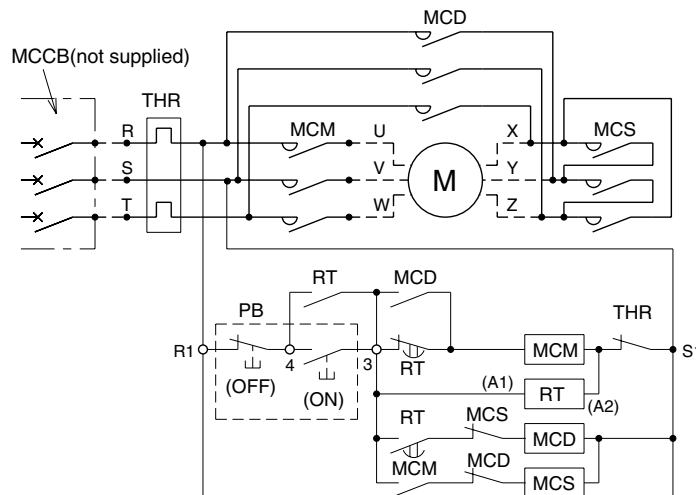 MCD
MCCB(not supplied)
THR
R
MCM
U
X
MCS
S
V
M
Y
T
W
Z
RT
MCD
PB
THR
R1
4
3
RT
MCM
S1
(OFF)
(ON)
(A1)
RT
(A2)
RT
MCS
MCD
MCM
MCD
MCS